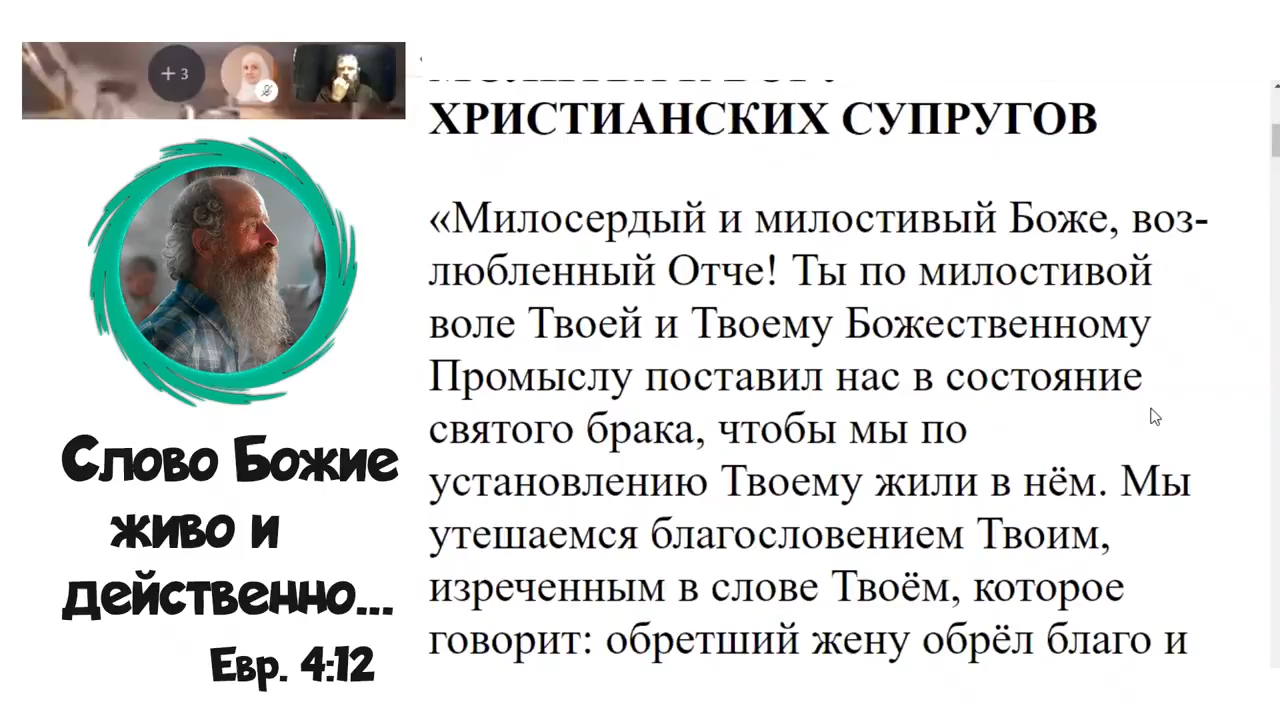 +3
ХРИСТИАНСКИХ СУПРУГОВ
«Милосердый и милостивый Боже, воз-
любленный Отче! Ты по милостивой
воле Твоей и Твоему Божественному
Промыслу поставил нас в состояние
святого брака, чтобы мы по
установлению Твоему жили в нём. Мы
утешаемся благословением Твоим,
изреченным в слове Твоём, которое
говорит: обретший жену обрёл благо и
Слово Божие
живо и
действенно...
Евр. 4:12